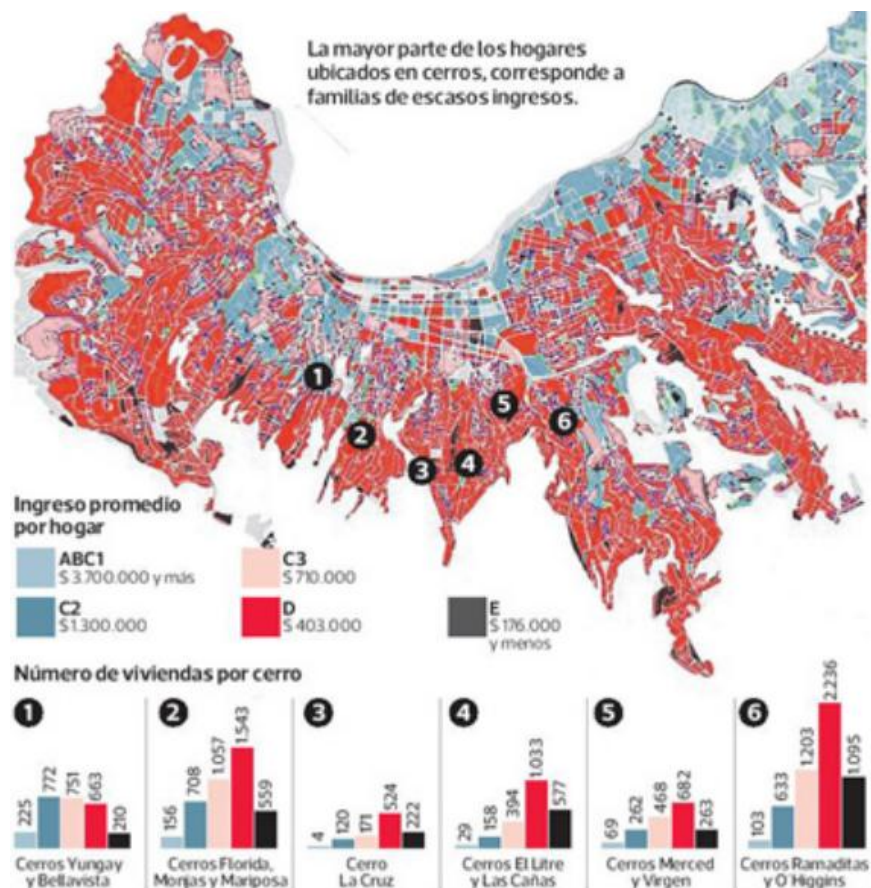 La mayor parte de los hogares
ubicados en cerros, corresponde a
familias de escasos ingresos.
1
2
3
4
5
6
Ingreso promedio
por hogar
ABC1
$ 3.700.000 y más
C2
$ 1.300.000
C3
$ 710.000
D
$ 403.000
E
$ 176.000
y menos
Número de viviendas por cerro
1
225 772 751 663 210
Cerros Yungay
y Bellavista
2
156 708 1.057 1.543 559
Cerros Florida,
Monjas y Mariposa
3
4 120 171 524 222
Cerro
La Cruz
4
29 158 394 1.033 577
Cerros El Litre
y Las Cañas
5
69 262 468 682 263
Cerros Merced
y Virgen
6
103 633 1.203 2.236 1.095
Cerros Ramaditas
y O'Higgins